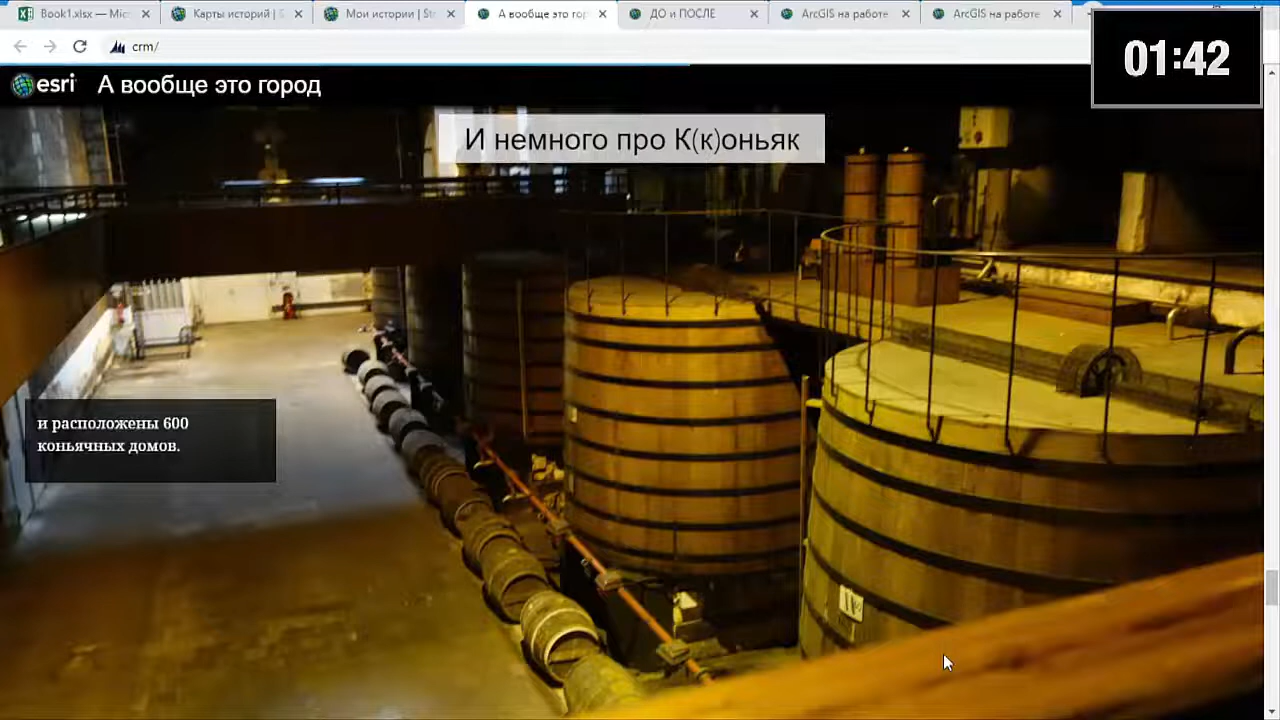 Book1.xlsx — Mic
Карты историй | S
Мои истории | Sto
А вообще это гор
ДО и ПОСЛЕ
ArcGIS на работе
ArcGIS на работе
crm/
01:42
esri
А вообще это город
И немного про К(к)оньяк
и расположены 600
коньячных домов.